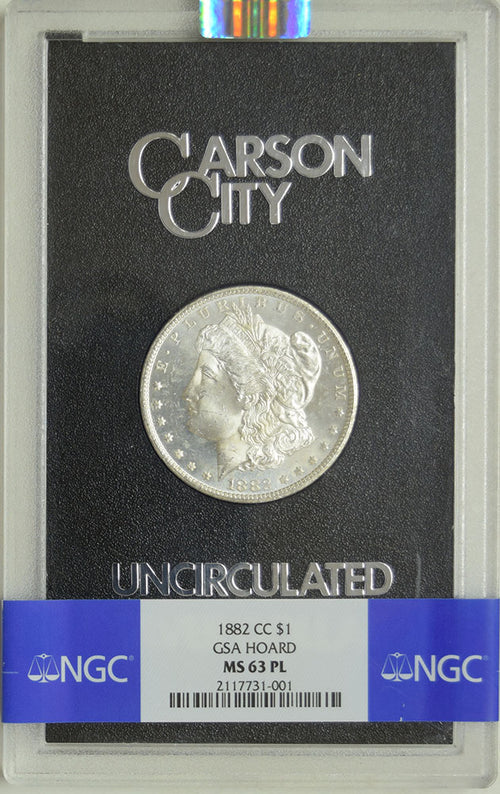 CARSON
CITY
E·PLURIBUS·UNUM
1882
UNCIRCULATED
NGC
1882 CC $1
GSA HOARD
MS 63 PL
2117731-001
NGC